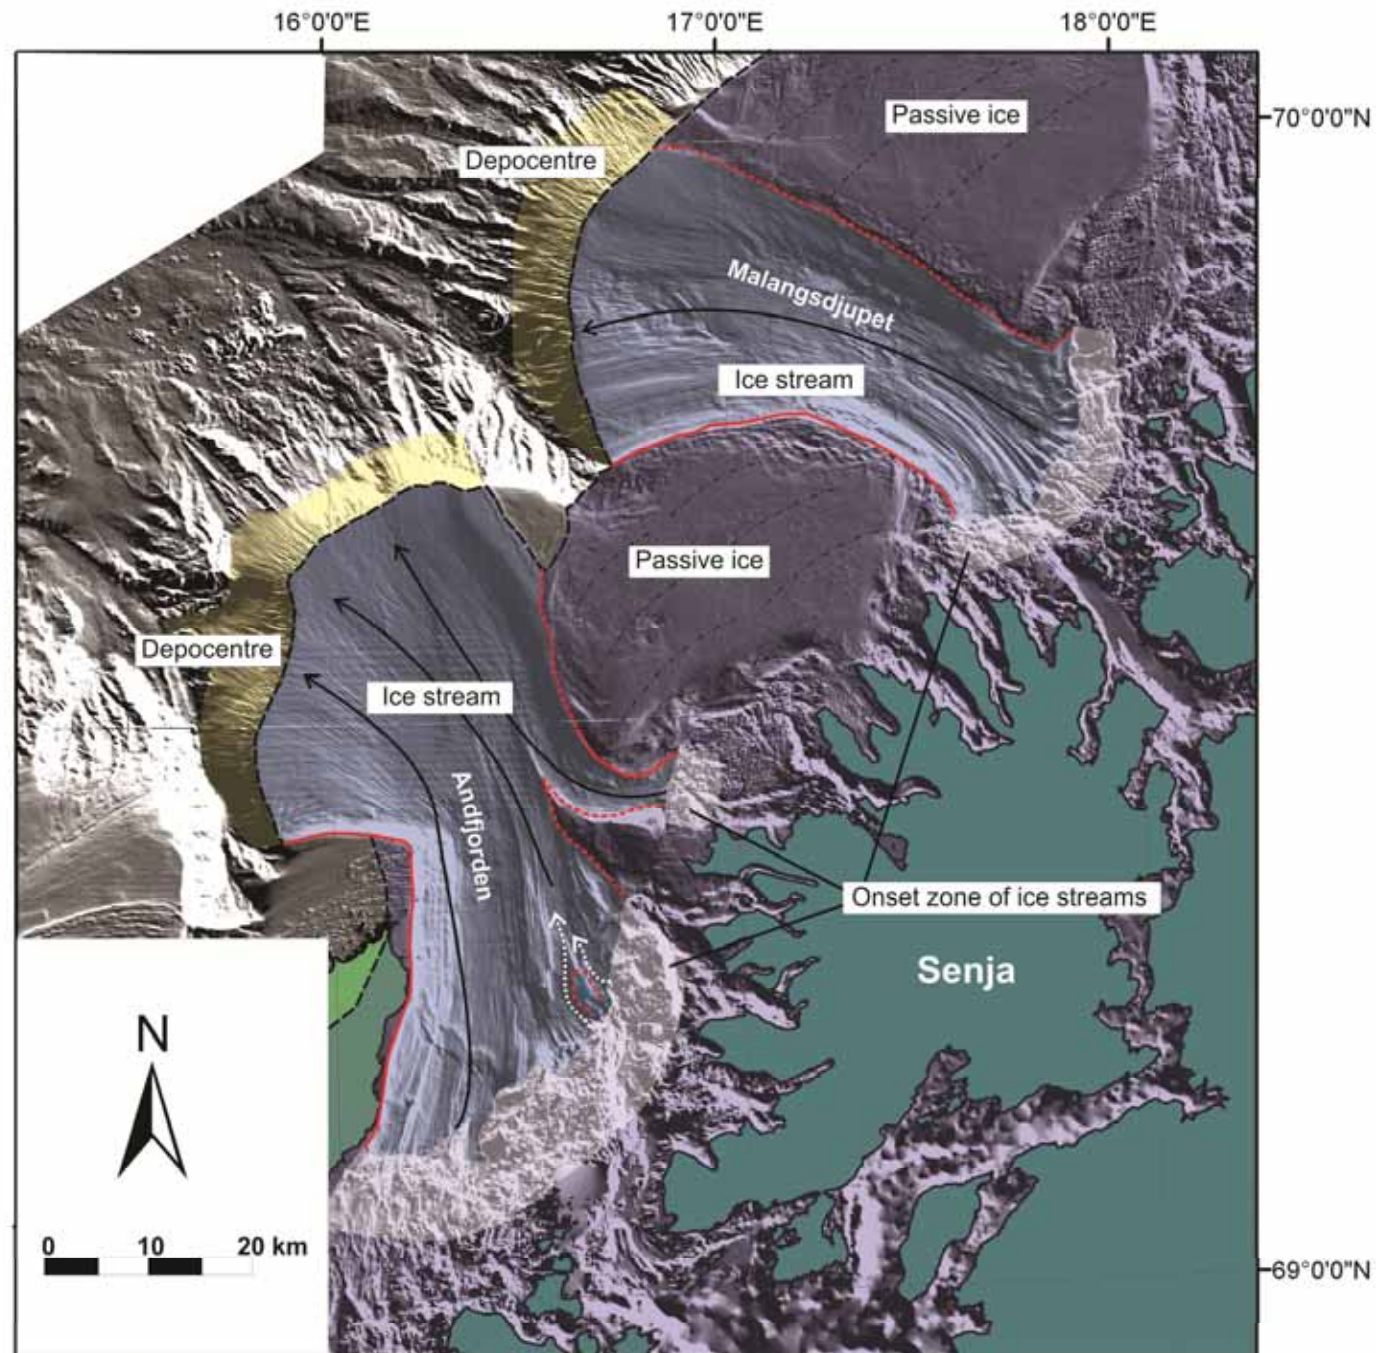 16°0'0"E
17°0'0"E
18°0'0"E
70°0'0"N
Passive ice
Depocentre
Malangsdjupet
Ice stream
Passive ice
Depocentre
Ice stream
Andfjorden
Onset zone of ice streams
Senja
N
0 10 20 km
69°0'0"N